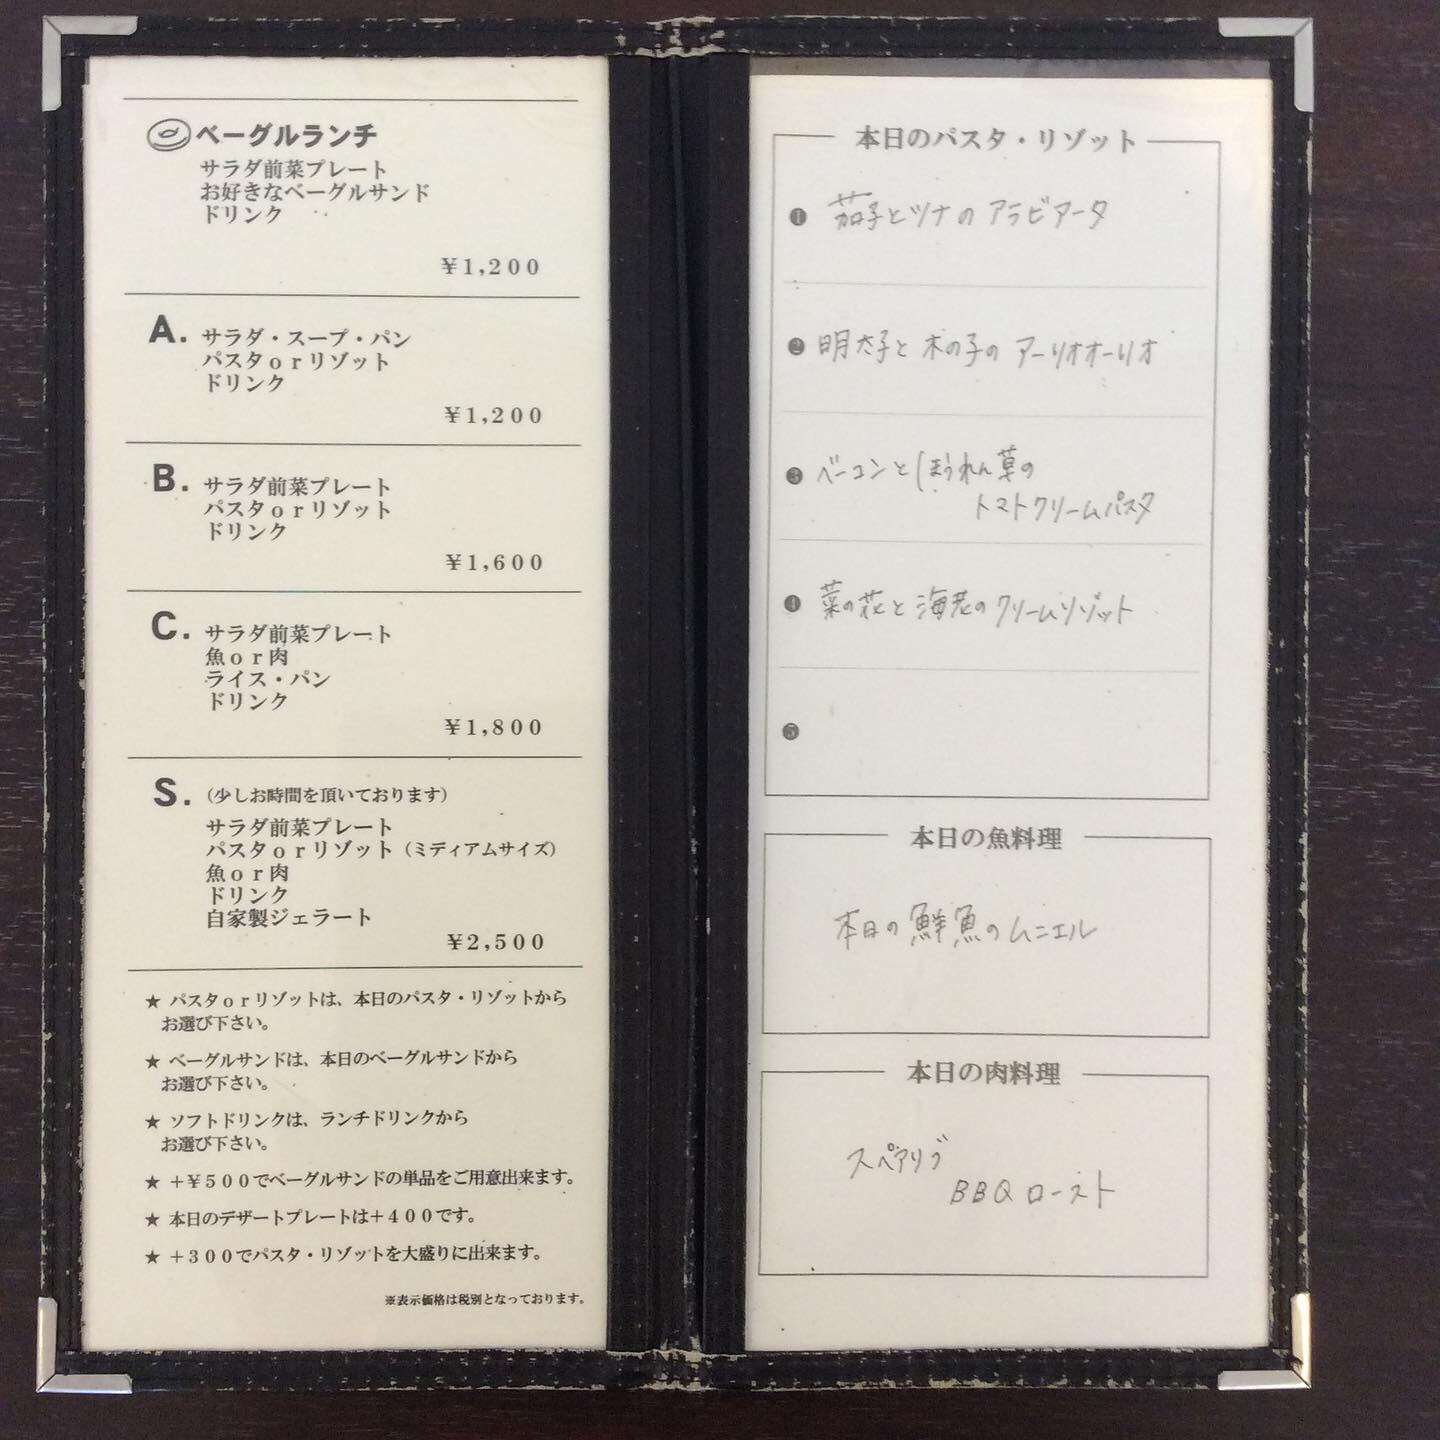 ベーグルランチ
サラダ前菜プレート
お好きなベーグルサンド
ドリンク
¥1,200
A. サラダ・スープ・パン
パスタorリゾット
ドリンク
¥1,200
B. サラダ前菜プレート
パスタorリゾット
ドリンク
¥1,600
C. サラダ前菜プレート
魚or肉
ライス・パン
ドリンク
¥1,800
S. (少しお時間を頂いております)
サラダ前菜プレート
パスタorリゾット(ミディアムサイズ)
魚or肉
ドリンク
自家製ジェラート
¥2,500
★ パスタorリゾットは、本日のパスタ・リゾットから
お選び下さい。
★ ベーグルサンドは、本日のベーグルサンドから
お選び下さい。
★ ソフトドリンクは、ランチドリンクから
お選び下さい。
★ +¥500でベーグルサンドの単品をご用意出来ます。
★ 本日のデザートプレートは+400です。
★ +300でパスタ・リゾットを大盛りに出来ます。
※表示価格は税別となっております。
本日のパスタ・リゾット
❶ 茄子とツナのアラビアータ
❷ 明太子と木の子のアーリオオーリオ
❸ ベーコンとほうれん草の
トマトクリームパスタ
❹ 菜の花と海老のクリームリゾット
❺
本日の魚料理
本日の鮮魚のムニエル
本日の肉料理
スペアリブ
BBQロースト